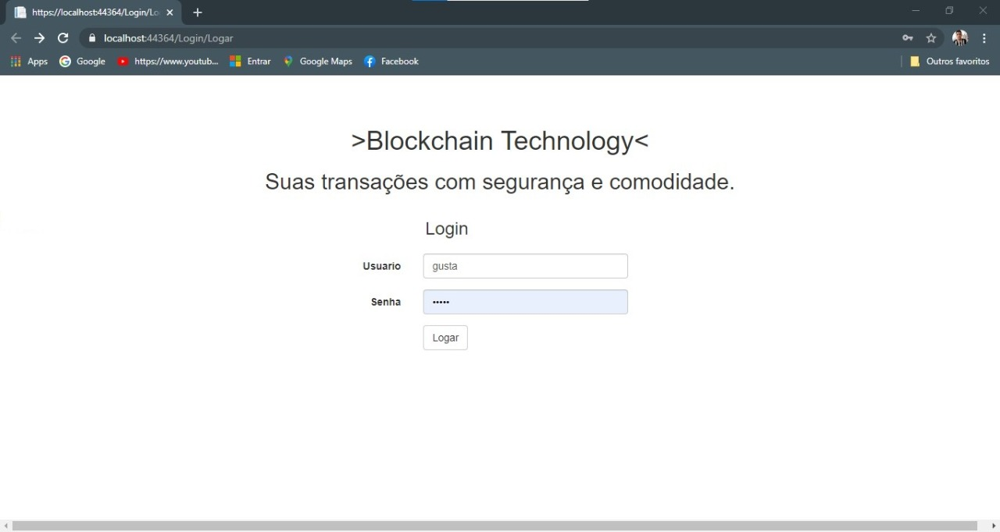 https://localhost:44364/Login/Lo
localhost:44364/Login/Logar
Apps Google https://www.youtub... Entrar Google Maps Facebook Outros favoritos
>Blockchain Technology<
Suas transações com segurança e comodidade.
Login
Usuario gusta
Senha •••••
Logar